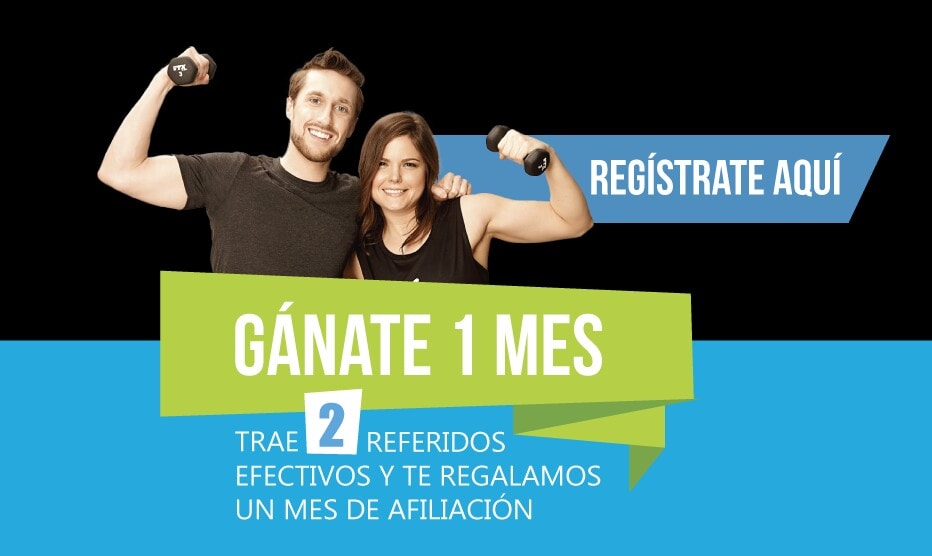 REGÍSTRATE AQUÍ
GÁNATE 1 MES
TRAE 2 REFERIDOS
EFECTIVOS Y TE REGALAMOS
UN MES DE AFILIACIÓN